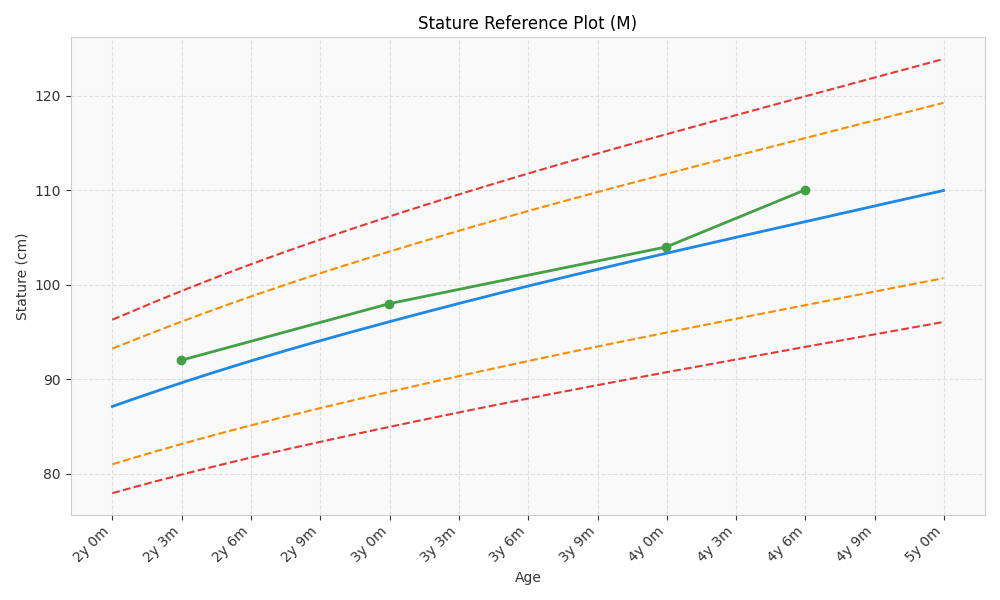 Stature Reference Plot (M)
Stature (cm)
120
110
100
90
80
2y 0m
2y 3m
2y 6m
2y 9m
3y 0m
3y 3m
3y 6m
3y 9m
4y 0m
4y 3m
4y 6m
4y 9m
5y 0m
Age